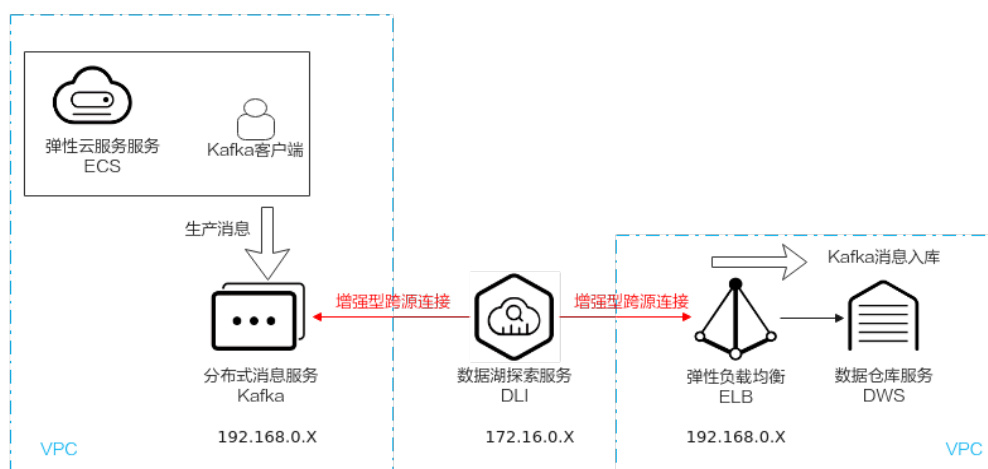 弹性云服务服务
ECS
Kafka客户端
生产消息
Kafka消息入库
增强型跨源连接
增强型跨源连接
分布式消息服务
Kafka
数据湖探索服务
DLI
弹性负载均衡
ELB
数据仓库服务
DWS
192.168.0.X
172.16.0.X
192.168.0.X
VPC
VPC